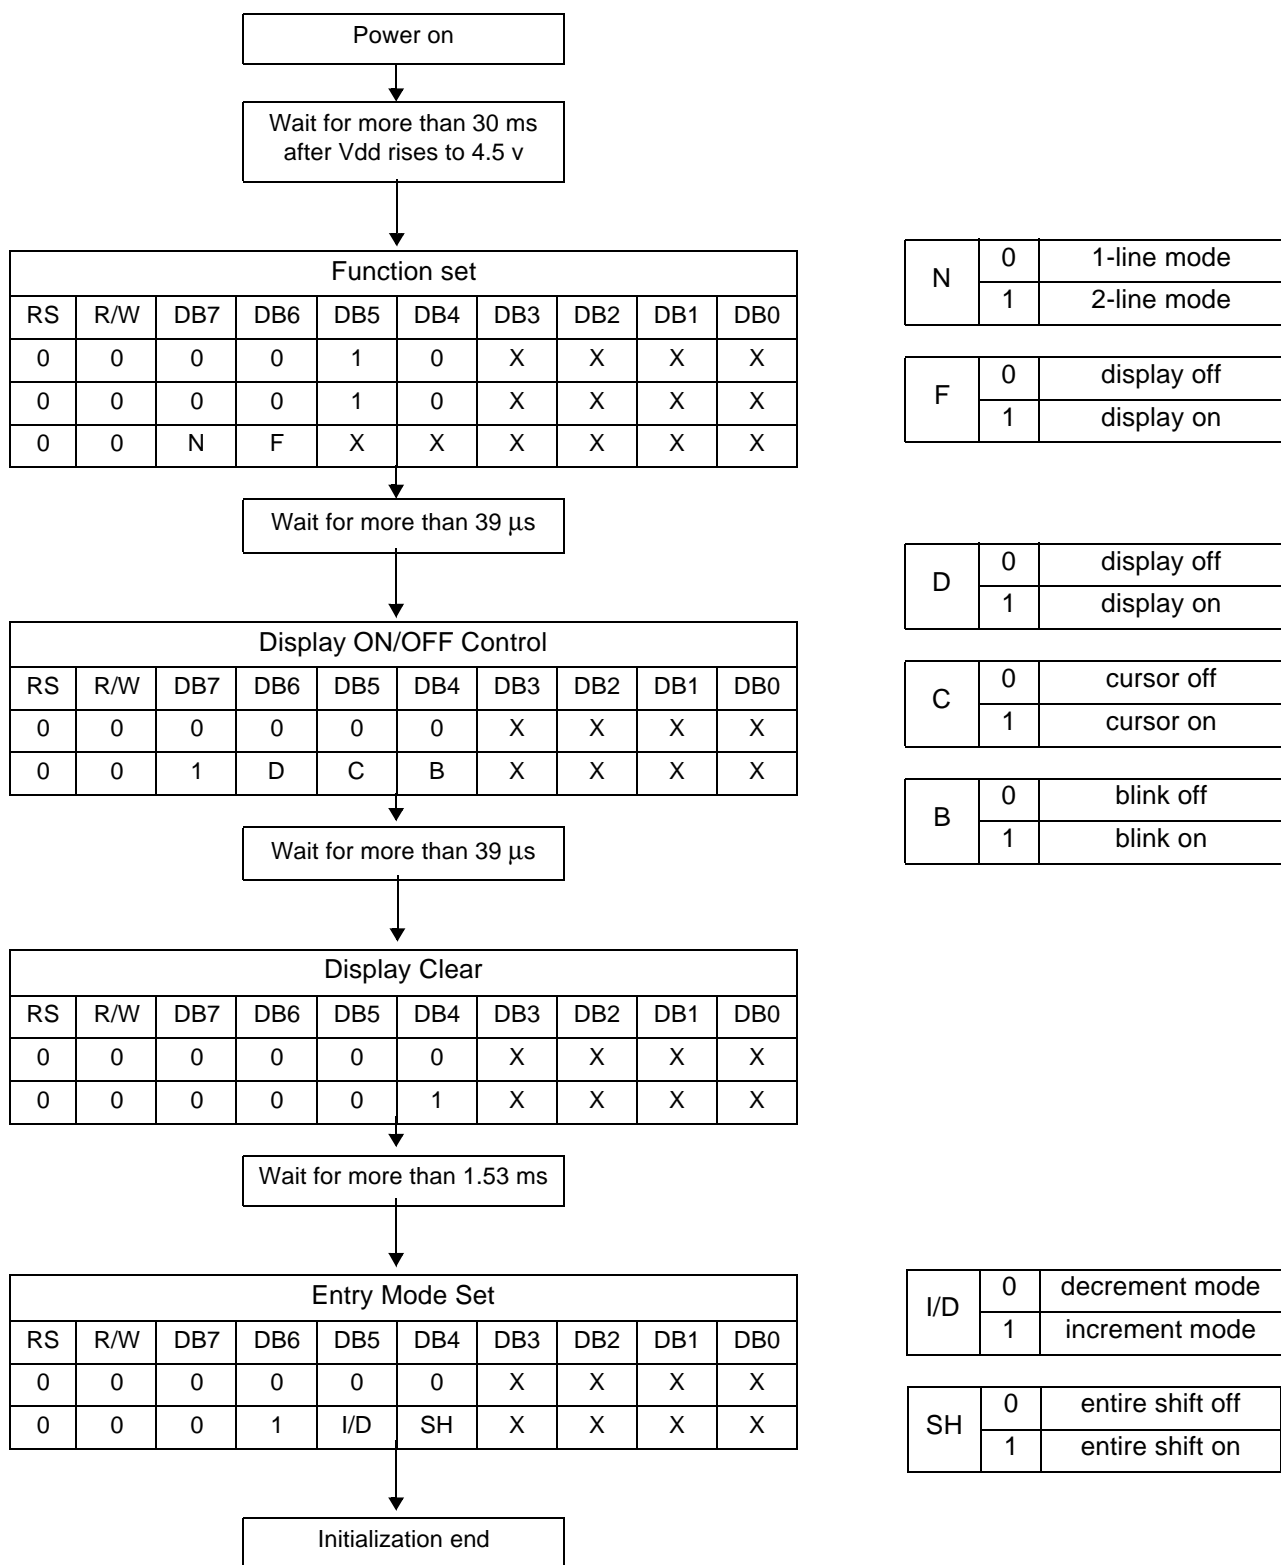 Power on
Wait for more than 30 ms
after Vdd rises to 4.5 v
Function set
RS R/W DB7 DB6 DB5 DB4 DB3 DB2 DB1 DB0
0 0 0 0 1 0 X X X X
0 0 0 0 1 0 X X X X
0 0 N F X X X X X X
N 0 1-line mode
1 2-line mode
F 0 display off
1 display on
Wait for more than 39 μs
Display ON/OFF Control
RS R/W DB7 DB6 DB5 DB4 DB3 DB2 DB1 DB0
0 0 0 0 0 0 X X X X
0 0 1 D C B X X X X
D 0 display off
1 display on
C 0 cursor off
1 cursor on
B 0 blink off
1 blink on
Wait for more than 39 μs
Display Clear
RS R/W DB7 DB6 DB5 DB4 DB3 DB2 DB1 DB0
0 0 0 0 0 0 X X X X
0 0 0 0 0 1 X X X X
Wait for more than 1.53 ms
Entry Mode Set
RS R/W DB7 DB6 DB5 DB4 DB3 DB2 DB1 DB0
0 0 0 0 0 0 X X X X
0 0 0 1 I/D SH X X X X
I/D 0 decrement mode
1 increment mode
SH 0 entire shift off
1 entire shift on
Initialization end